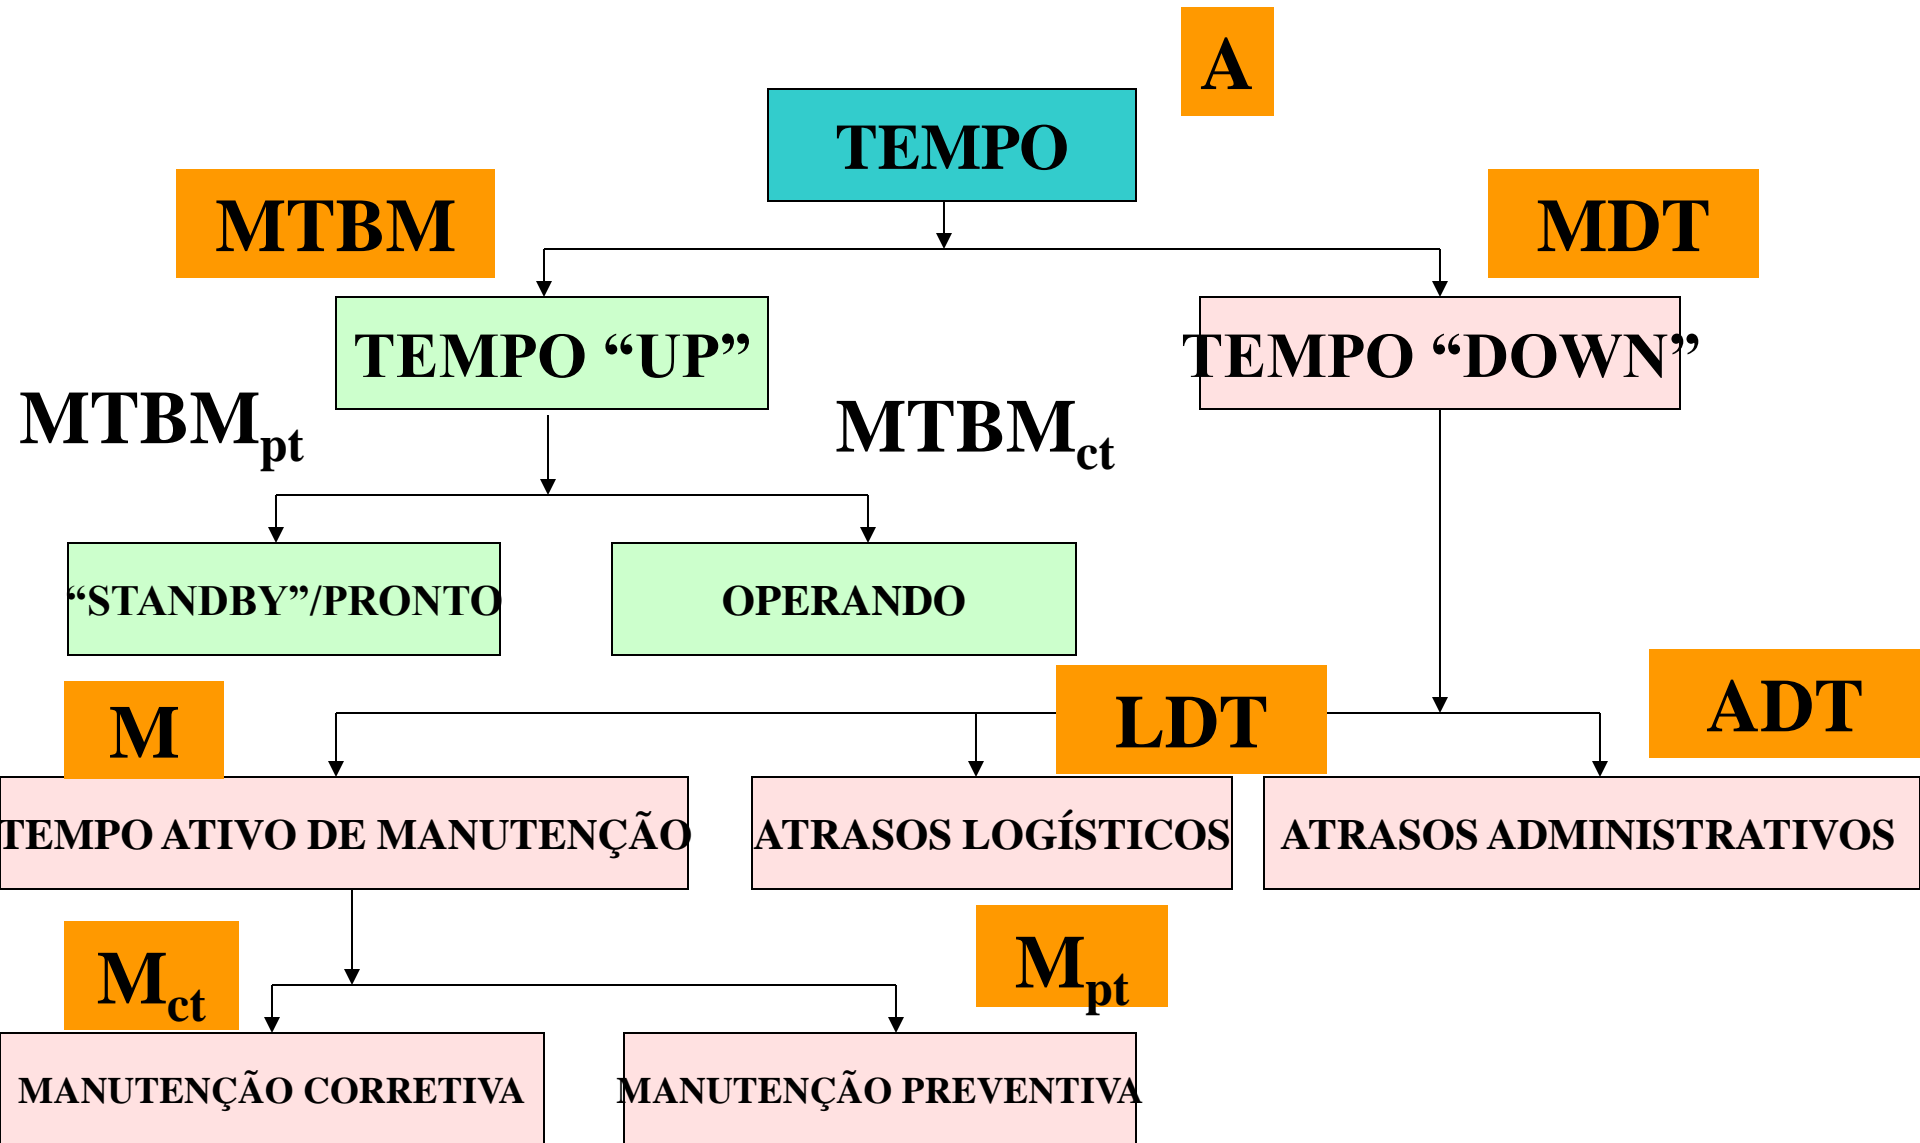 A
TEMPO
MTBM
MDT
TEMPO “UP”
TEMPO “DOWN”
MTBMpt
MTBMct
“STANDBY”/PRONTO
OPERANDO
M
LDT
ADT
TEMPO ATIVO DE MANUTENÇÃO
ATRASOS LOGÍSTICOS
ATRASOS ADMINISTRATIVOS
Mct
Mpt
MANUTENÇÃO CORRETIVA
MANUTENÇÃO PREVENTIVA